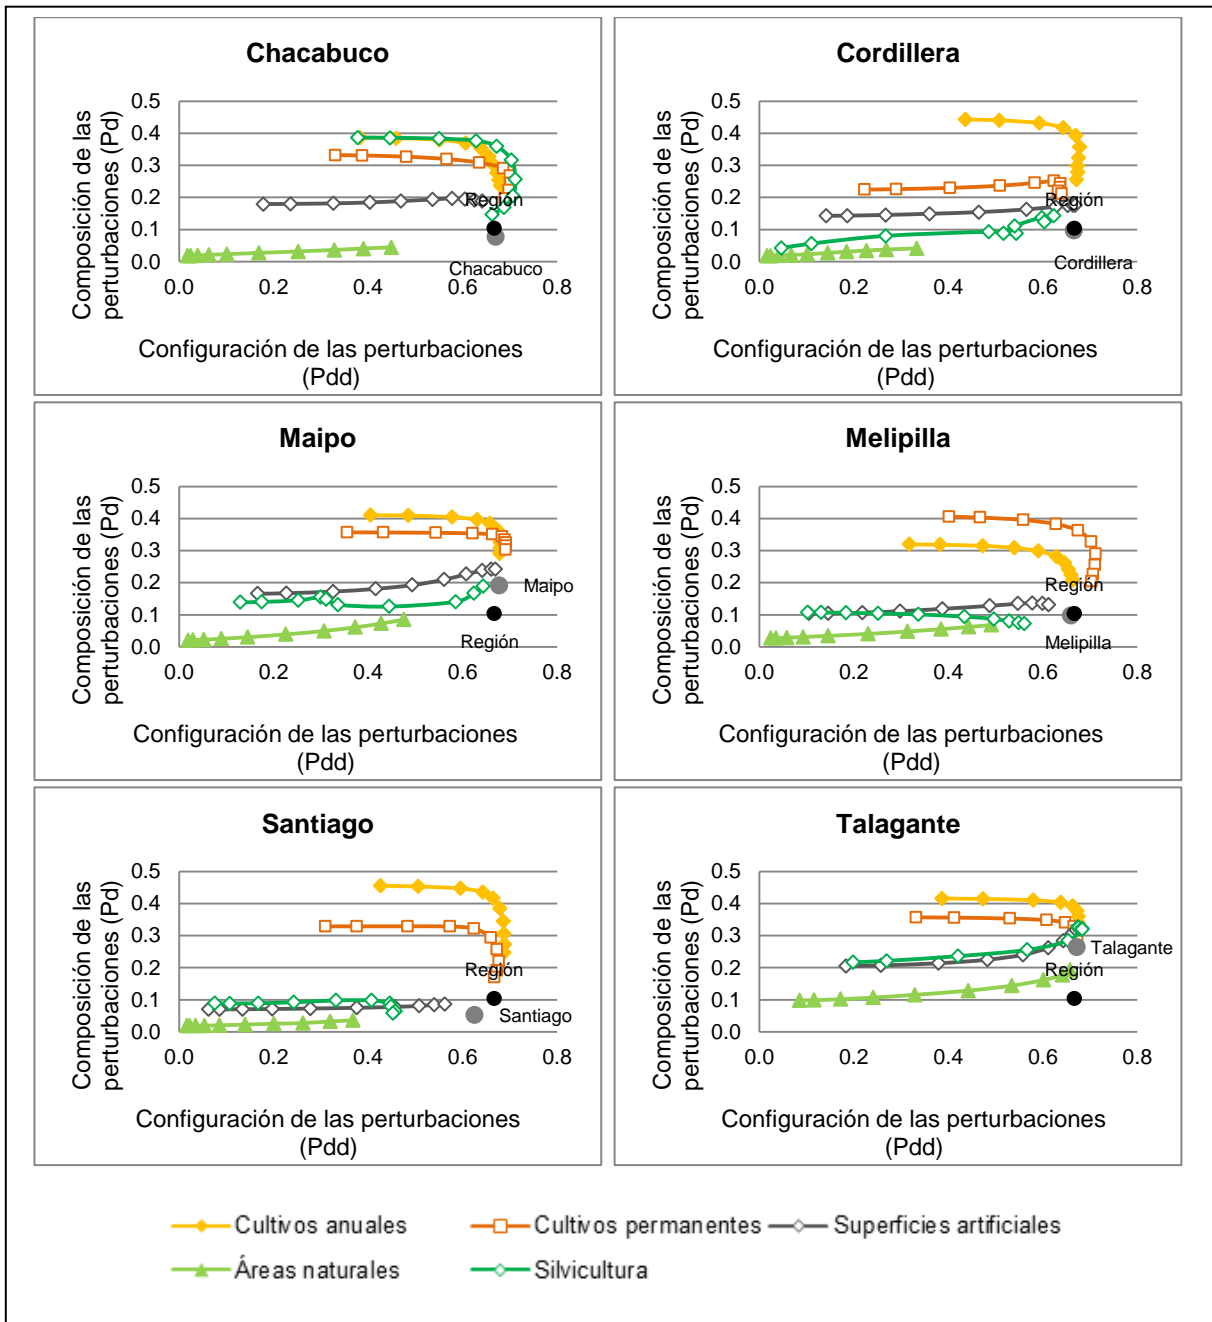 Chacabuco
Composición de las
perturbaciones (Pd)
0.5
0.4
0.3
0.2
0.1
0.0
Región
Chacabuco
0.0 0.2 0.4 0.6 0.8
Configuración de las perturbaciones
(Pdd)
Cordillera
Composición de las
perturbaciones (Pd)
0.5
0.4
0.3
0.2
0.1
0.0
Región
Cordillera
0.0 0.2 0.4 0.6 0.8
Configuración de las perturbaciones
(Pdd)
Maipo
Composición de las
perturbaciones (Pd)
0.5
0.4
0.3
0.2
0.1
0.0
Maipo
Región
0.0 0.2 0.4 0.6 0.8
Configuración de las perturbaciones
(Pdd)
Melipilla
Composición de las
perturbaciones (Pd)
0.5
0.4
0.3
0.2
0.1
0.0
Región
Melipilla
0.0 0.2 0.4 0.6 0.8
Configuración de las perturbaciones
(Pdd)
Santiago
Composición de las
perturbaciones (Pd)
0.5
0.4
0.3
0.2
0.1
0.0
Región
Santiago
0.0 0.2 0.4 0.6 0.8
Configuración de las perturbaciones
(Pdd)
Talagante
Composición de las
perturbaciones (Pd)
0.5
0.4
0.3
0.2
0.1
0.0
Talagante
Región
0.0 0.2 0.4 0.6 0.8
Configuración de las perturbaciones
(Pdd)
Cultivos anuales Cultivos permanentes Superficies artificiales
Áreas naturales Silvicultura